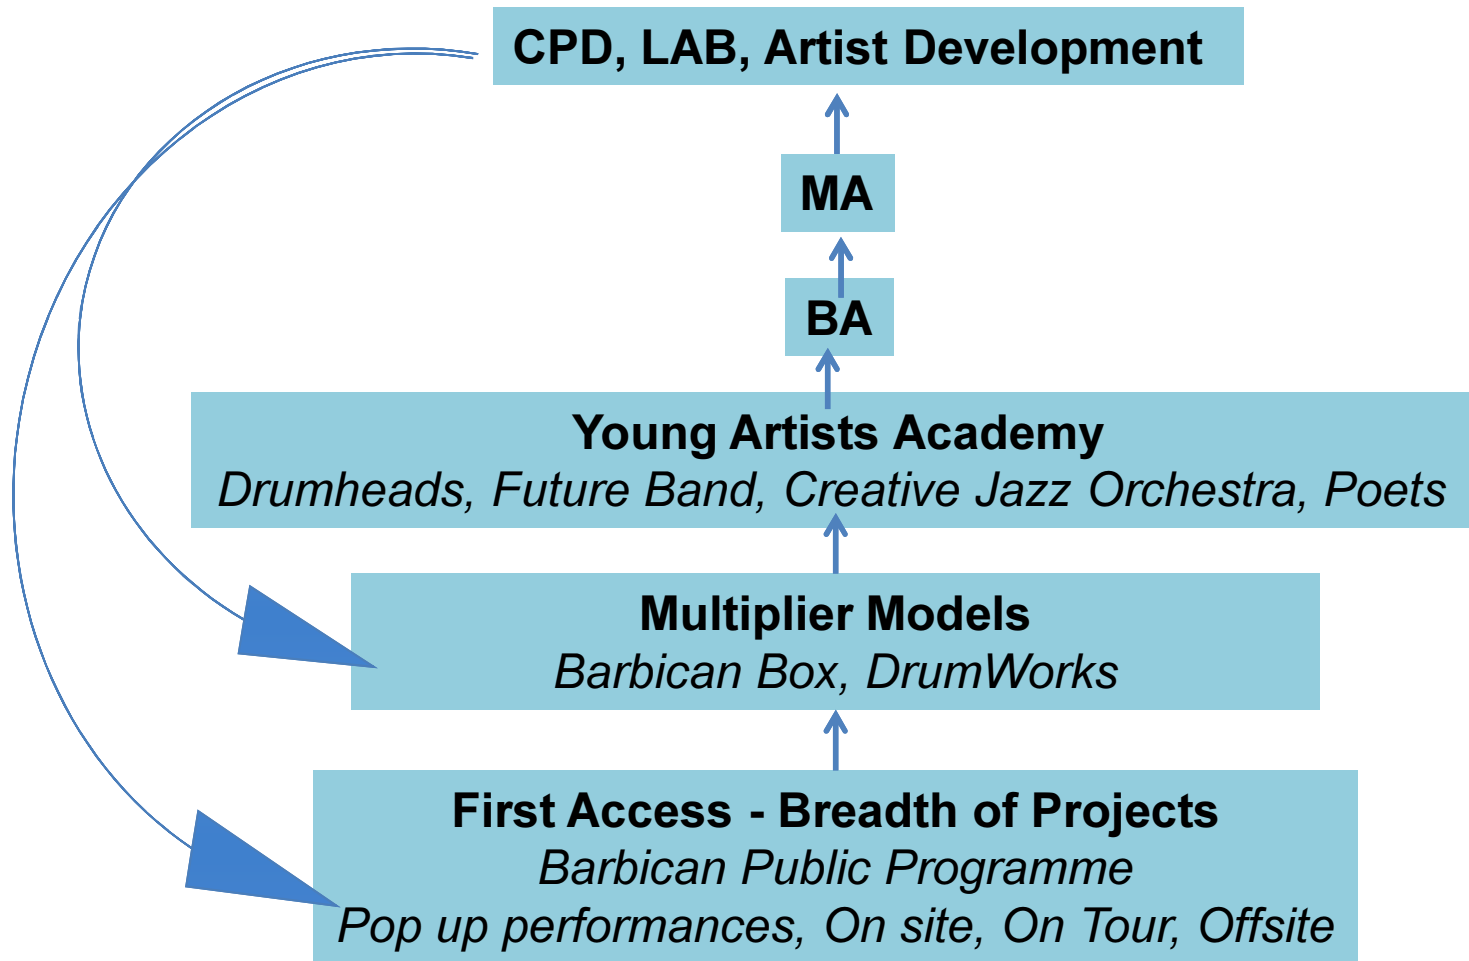 CPD, LAB, Artist Development
MA
BA
Young Artists Academy
Drumheads, Future Band, Creative Jazz Orchestra, Poets
Multiplier Models
Barbican Box, DrumWorks
First Access - Breadth of Projects
Barbican Public Programme
Pop up performances, On site, On Tour, Offsite